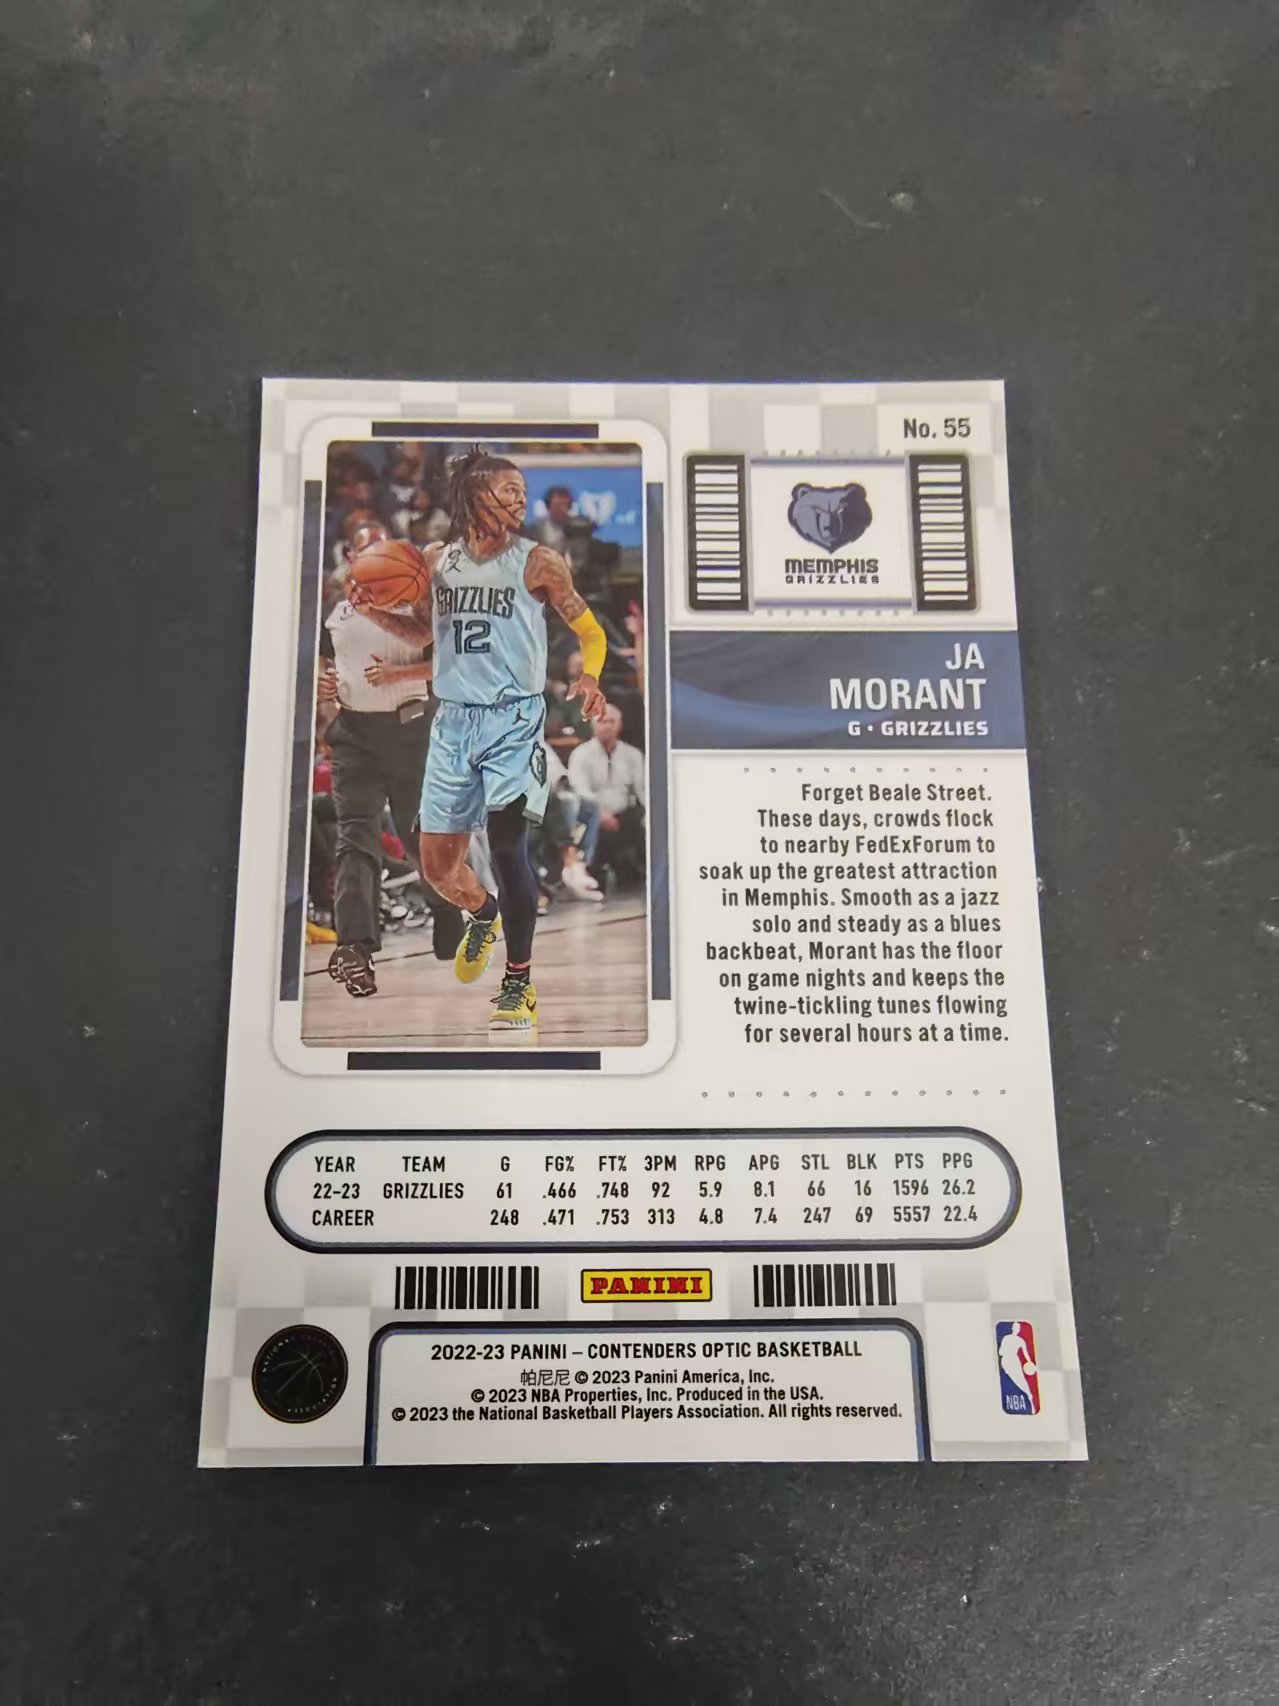 No. 55
GRIZZLIES
12
MEMPHIS
GRIZZLIES
JA
MORANT
G • GRIZZLIES
Forget Beale Street.
These days, crowds flock
to nearby FedExForum to
soak up the greatest attraction
in Memphis. Smooth as a jazz
solo and steady as a blues
backbeat, Morant has the floor
on game nights and keeps the
twine-tickling tunes flowing
for several hours at a time.
YEAR TEAM G FG% FT% 3PM RPG APG STL BLK PTS PPG
22-23 GRIZZLIES 61 .466 .748 92 5.9 8.1 66 16 1596 26.2
CAREER 248 .471 .753 313 4.8 7.4 247 69 5557 22.4
PANINI
2022-23 PANINI – CONTENDERS OPTIC BASKETBALL
帕尼尼 © 2023 Panini America, Inc.
© 2023 NBA Properties, Inc. Produced in the USA.
© 2023 the National Basketball Players Association. All rights reserved.
NBA